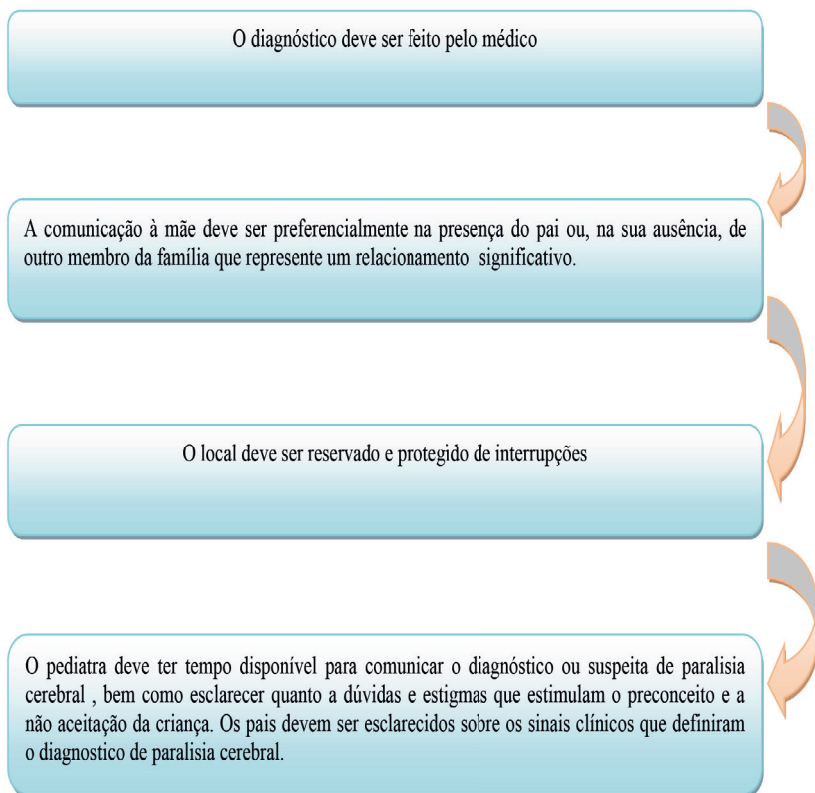 O diagnóstico deve ser feito pelo médico
A comunicação à mãe deve ser preferencialmente na presença do pai ou, na sua ausência, de
outro membro da família que represente um relacionamento significativo.
O local deve ser reservado e protegido de interrupções
O pediatra deve ter tempo disponível para comunicar o diagnóstico ou suspeita de paralisia
cerebral , bem como esclarecer quanto a dúvidas e estigmas que estimulam o preconceito e a
não aceitação da criança. Os pais devem ser esclarecidos sobre os sinais clínicos que definiram
o diagnostico de paralisia cerebral.